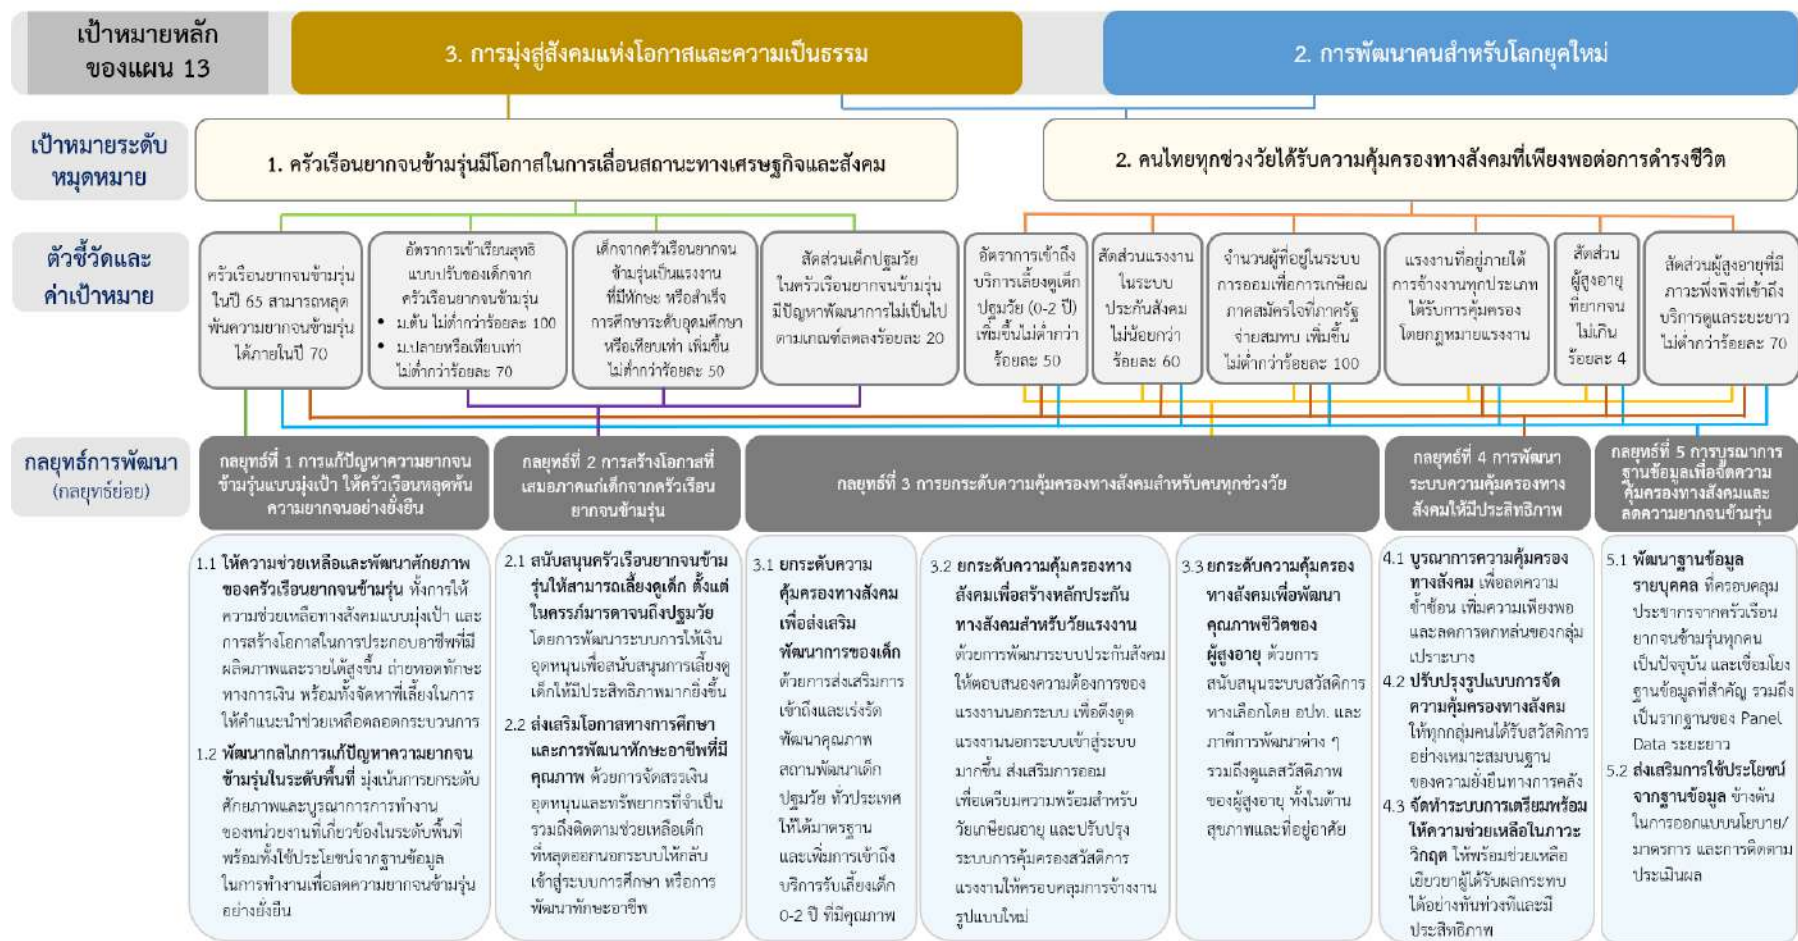 เป้าหมายหลัก
ของแผน 13
3. การมุ่งสู่สังคมแห่งโอกาสและความเป็นธรรม
2. การพัฒนาคนสำหรับโลกยุคใหม่
เป้าหมายระดับ
หมุดหมาย
1. ครัวเรือนยากจนข้ามรุ่นมีโอกาสในการเลื่อนสถานะทางเศรษฐกิจและสังคม
2. คนไทยทุกช่วงวัยได้รับความคุ้มครองทางสังคมที่เพียงพอต่อการดำรงชีวิต
ตัวชี้วัดและ
ค่าเป้าหมาย
ครัวเรือนยากจนข้ามรุ่น
ในปี 65 สามารถหลุด
พ้นความยากจนข้ามรุ่น
ได้ภายในปี 70
อัตราการเข้าเรียนสุทธิ
แบบปรับของเด็กจาก
ครัวเรือนยากจนข้ามรุ่น
• ม.ต้น ไม่ต่ำกว่าร้อยละ 100
• ม.ปลายหรือเทียบเท่า
ไม่ต่ำกว่าร้อยละ 70
เด็กจากครัวเรือนยากจน
ข้ามรุ่นเป็นแรงงาน
ที่มีทักษะ หรือสำเร็จ
การศึกษาระดับอุดมศึกษา
หรือเทียบเท่า เพิ่มขึ้น
ไม่ต่ำกว่าร้อยละ 50
สัดส่วนเด็กปฐมวัย
ในครัวเรือนยากจนข้ามรุ่น
มีปัญหาพัฒนาการไม่เป็นไป
ตามเกณฑ์ลดลงร้อยละ 20
อัตราการเข้าถึง
บริการเลี้ยงดูเด็ก
ปฐมวัย (0-2 ปี)
เพิ่มขึ้นไม่ต่ำกว่า
ร้อยละ 50
สัดส่วนแรงงาน
ในระบบ
ประกันสังคม
ไม่น้อยกว่า
ร้อยละ 60
จำนวนผู้ที่อยู่ในระบบ
การออมเพื่อการเกษียณ
ภาคสมัครใจที่ภาครัฐ
จ่ายสมทบ เพิ่มขึ้น
ไม่ต่ำกว่าร้อยละ 100
แรงงานที่อยู่ภายใต้
การจ้างงานทุกประเภท
ได้รับการคุ้มครอง
โดยกฎหมายแรงงาน
สัดส่วน
ผู้สูงอายุ
ที่ยากจน
ไม่เกิน
ร้อยละ 4
สัดส่วนผู้สูงอายุที่มี
ภาวะพึ่งพิงที่เข้าถึง
บริการดูแลระยะยาว
ไม่ต่ำกว่าร้อยละ 70
กลยุทธ์การพัฒนา
(กลยุทธ์ย่อย)
กลยุทธ์ที่ 1 การแก้ปัญหาความยากจน
ข้ามรุ่นแบบมุ่งเป้า ให้ครัวเรือนหลุดพ้น
ความยากจนอย่างยั่งยืน
กลยุทธ์ที่ 2 การสร้างโอกาสที่
เสมอภาคแก่เด็กจากครัวเรือน
ยากจนข้ามรุ่น
กลยุทธ์ที่ 3 การยกระดับความคุ้มครองทางสังคมสำหรับคนทุกช่วงวัย
กลยุทธ์ที่ 4 การพัฒนา
ระบบความคุ้มครองทาง
สังคมให้มีประสิทธิภาพ
กลยุทธ์ที่ 5 การบูรณาการ
ฐานข้อมูลเพื่อจัดความ
คุ้มครองทางสังคมและ
ลดความยากจนข้ามรุ่น
1.1 ให้ความช่วยเหลือและพัฒนาศักยภาพ
ของครัวเรือนยากจนข้ามรุ่น ทั้งการให้
ความช่วยเหลือทางสังคมแบบมุ่งเป้า และ
การสร้างโอกาสในการประกอบอาชีพที่มี
ผลิตภาพและรายได้สูงขึ้น ถ่ายทอดทักษะ
ทางการเงิน พร้อมทั้งจัดหาพี่เลี้ยงในการ
ให้คำแนะนำช่วยเหลือตลอดกระบวนการ
1.2 พัฒนากลไกการแก้ปัญหาความยากจน
ข้ามรุ่นในระดับพื้นที่ มุ่งเน้นการยกระดับ
ศักยภาพและบูรณาการการทำงาน
ของหน่วยงานที่เกี่ยวข้องในระดับพื้นที่
พร้อมทั้งใช้ประโยชน์จากฐานข้อมูล
ในการทำงานเพื่อลดความยากจนข้ามรุ่น
อย่างยั่งยืน
2.1 สนับสนุนครัวเรือนยากจนข้าม
รุ่นให้สามารถเลี้ยงดูเด็ก ตั้งแต่
ในครรภ์มารดาจนถึงปฐมวัย
โดยการพัฒนาระบบการให้เงิน
อุดหนุนเพื่อสนับสนุนการเลี้ยงดู
เด็กให้มีประสิทธิภาพมากยิ่งขึ้น
2.2 ส่งเสริมโอกาสทางการศึกษา
และการพัฒนาทักษะอาชีพที่มี
คุณภาพ ด้วยการจัดสรรเงิน
อุดหนุนและทรัพยากรที่จำเป็น
รวมถึงติดตามช่วยเหลือเด็ก
ที่หลุดออกนอกระบบให้กลับ
เข้าสู่ระบบการศึกษา หรือการ
พัฒนาทักษะอาชีพ
3.1 ยกระดับความ
คุ้มครองทางสังคม
เพื่อส่งเสริม
พัฒนาการของเด็ก
ด้วยการส่งเสริมการ
เข้าถึงและเร่งรัด
พัฒนาคุณภาพ
สถานพัฒนาเด็ก
ปฐมวัย ทั่วประเทศ
ให้ได้มาตรฐาน
และเพิ่มการเข้าถึง
บริการรับเลี้ยงเด็ก
0-2 ปี ที่มีคุณภาพ
3.2 ยกระดับความคุ้มครองทาง
สังคมเพื่อสร้างหลักประกัน
ทางสังคมสำหรับวัยแรงงาน
ด้วยการพัฒนาระบบประกันสังคม
ให้ตอบสนองความต้องการของ
แรงงานนอกระบบ เพื่อดึงดูด
แรงงานนอกระบบเข้าสู่ระบบ
มากขึ้น ส่งเสริมการออม
เพื่อเตรียมความพร้อมสำหรับ
วัยเกษียณอายุ และปรับปรุง
ระบบการคุ้มครองสวัสดิการ
แรงงานให้ครอบคลุมการจ้างงาน
รูปแบบใหม่
3.3 ยกระดับความคุ้มครอง
ทางสังคมเพื่อพัฒนา
คุณภาพชีวิตของ
ผู้สูงอายุ ด้วยการ
สนับสนุนระบบสวัสดิการ
ทางเลือกโดย อปท. และ
ภาคีการพัฒนาต่าง ๆ
รวมถึงดูแลสวัสดิภาพ
ของผู้สูงอายุ ทั้งในด้าน
สุขภาพและที่อยู่อาศัย
4.1 บูรณาการความคุ้มครอง
ทางสังคม เพื่อลดความ
ซ้ำซ้อน เพิ่มความเพียงพอ
และลดการตกหล่นของกลุ่ม
เปราะบาง
4.2 ปรับปรุงรูปแบบการจัด
ความคุ้มครองทางสังคม
ให้ทุกกลุ่มคนได้รับสวัสดิการ
อย่างเหมาะสมบนฐาน
ของความยั่งยืนทางการคลัง
4.3 จัดทำระบบการเตรียมพร้อม
ให้ความช่วยเหลือในภาวะ
วิกฤต ให้พร้อมช่วยเหลือ
เยียวยาผู้ได้รับผลกระทบ
ได้อย่างทันท่วงทีและมี
ประสิทธิภาพ
5.1 พัฒนาฐานข้อมูล
รายบุคคล ที่ครอบคลุม
ประชากรจากครัวเรือน
ยากจนข้ามรุ่นทุกคน
เป็นปัจจุบัน และเชื่อมโยง
ฐานข้อมูลที่สำคัญ รวมถึง
เป็นรากฐานของ Panel
Data ระยะยาว
5.2 ส่งเสริมการใช้ประโยชน์
จากฐานข้อมูล ข้างต้น
ในการออกแบบนโยบาย/
มาตรการ และการติดตาม
ประเมินผล